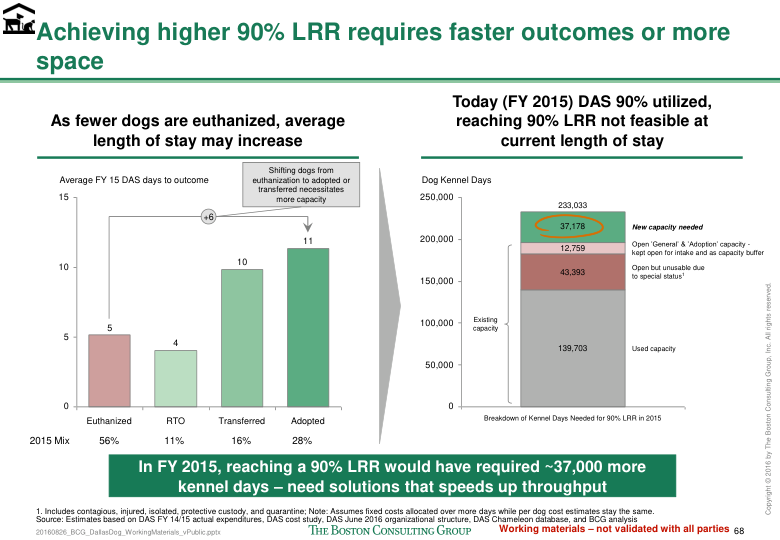 Achieving higher 90% LRR requires faster outcomes or more
space
As fewer dogs are euthanized, average
length of stay may increase
Average FY 15 DAS days to outcome
Shifting dogs from
euthanization to adopted or
transferred necessitates
more capacity
15
10
5
0
+6
5
4
10
11
Euthanized RTO Transferred Adopted
2015 Mix 56% 11% 16% 28%
Today (FY 2015) DAS 90% utilized,
reaching 90% LRR not feasible at
current length of stay
Dog Kennel Days
250,000
200,000
150,000
100,000
50,000
0
233,033
37,178
12,759
43,393
139,703
New capacity needed
Open 'General' & 'Adoption' capacity -
kept open for intake and as capacity buffer
Open but unusable due
to special status1
Used capacity
Existing
capacity
Breakdown of Kennel Days Needed for 90% LRR in 2015
In FY 2015, reaching a 90% LRR would have required ~37,000 more
kennel days – need solutions that speeds up throughput
1. Includes contagious, injured, isolated, protective custody, and quarantine; Note: Assumes fixed costs allocated over more days while per dog cost estimates stay the same.
Source: Estimates based on DAS FY 14/15 actual expenditures, DAS cost study, DAS June 2016 organizational structure, DAS Chameleon database, and BCG analysis
20160826_BCG_DallasDog_WorkingMaterials_vPublic.pptx
THE BOSTON CONSULTING GROUP
Working materials – not validated with all parties 68
Copyright © 2016 by The Boston Consulting Group, Inc. All rights reserved.